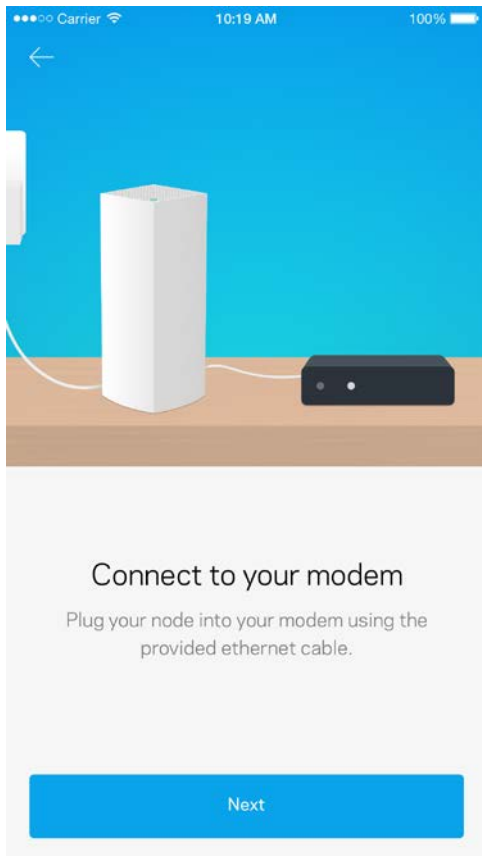 Carrier 10:19 AM 100%
Connect to your modem
Plug your node into your modem using the
provided ethernet cable.
Next